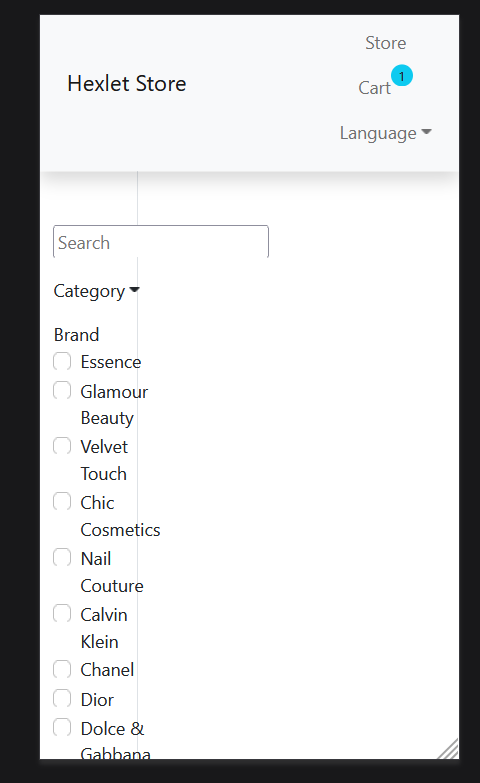 Hexlet Store
Store
Cart 1
Language
Search
Category
Brand
Essence
Glamour
Beauty
Velvet
Touch
Chic
Cosmetics
Nail
Couture
Calvin
Klein
Chanel
Dior
Dolce &
Gabbana